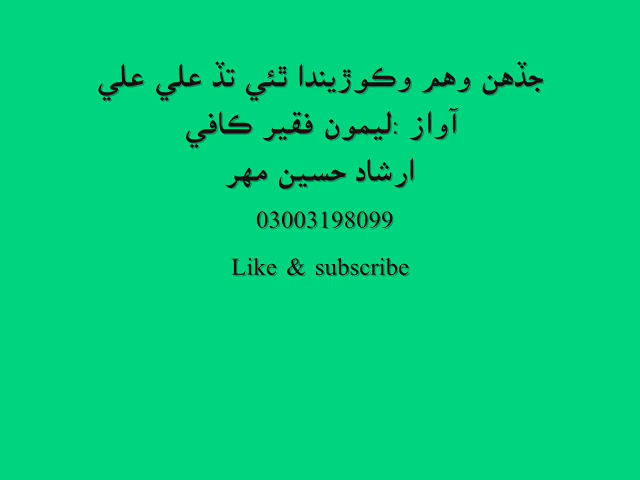 جڏهن وهم وڪوڙيندا ٿئي تڏ علي علي
آواز :ليمون فقير ڪافي
ارشاد حسين مهر
03003198099
Like & subscribe